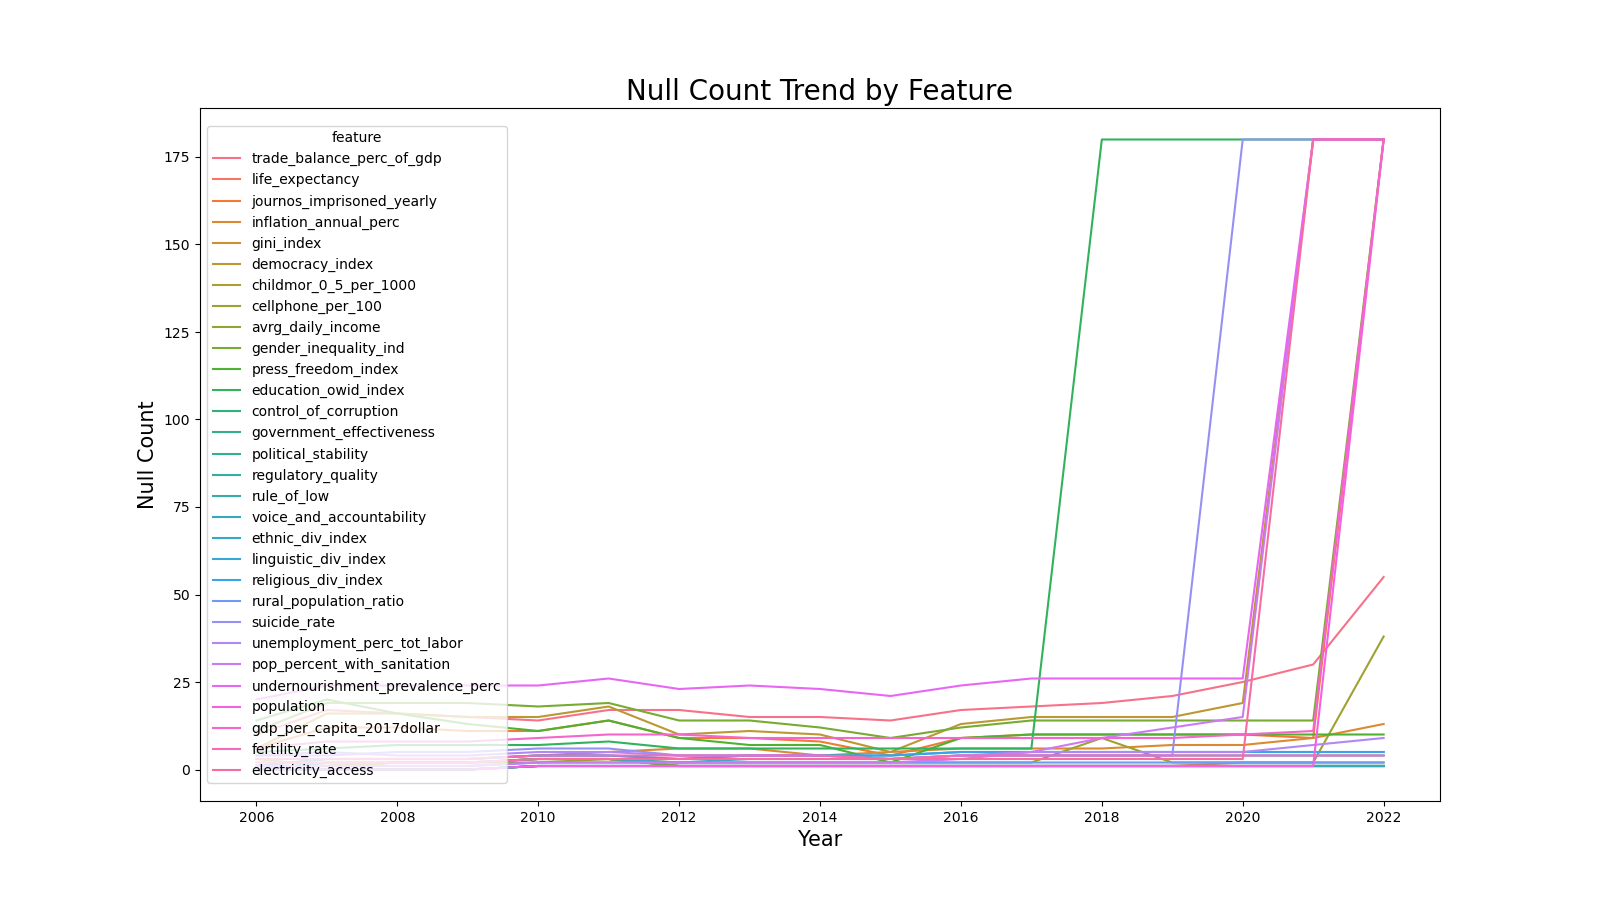 Null Count Trend by Feature
feature
trade_balance_perc_of_gdp
life_expectancy
journos_imprisoned_yearly
inflation_annual_perc
gini_index
democracy_index
childmor_0_5_per_1000
cellphone_per_100
avrg_daily_income
gender_inequality_ind
press_freedom_index
education_owid_index
control_of_corruption
government_effectiveness
political_stability
regulatory_quality
rule_of_low
voice_and_accountability
ethnic_div_index
linguistic_div_index
religious_div_index
rural_population_ratio
suicide_rate
unemployment_perc_tot_labor
pop_percent_with_sanitation
undernourishment_prevalence_perc
population
gdp_per_capita_2017dollar
fertility_rate
electricity_access
175
150
125
100
75
50
25
0
Null Count
2006 2008 2010 2012 2014 2016 2018 2020 2022
Year